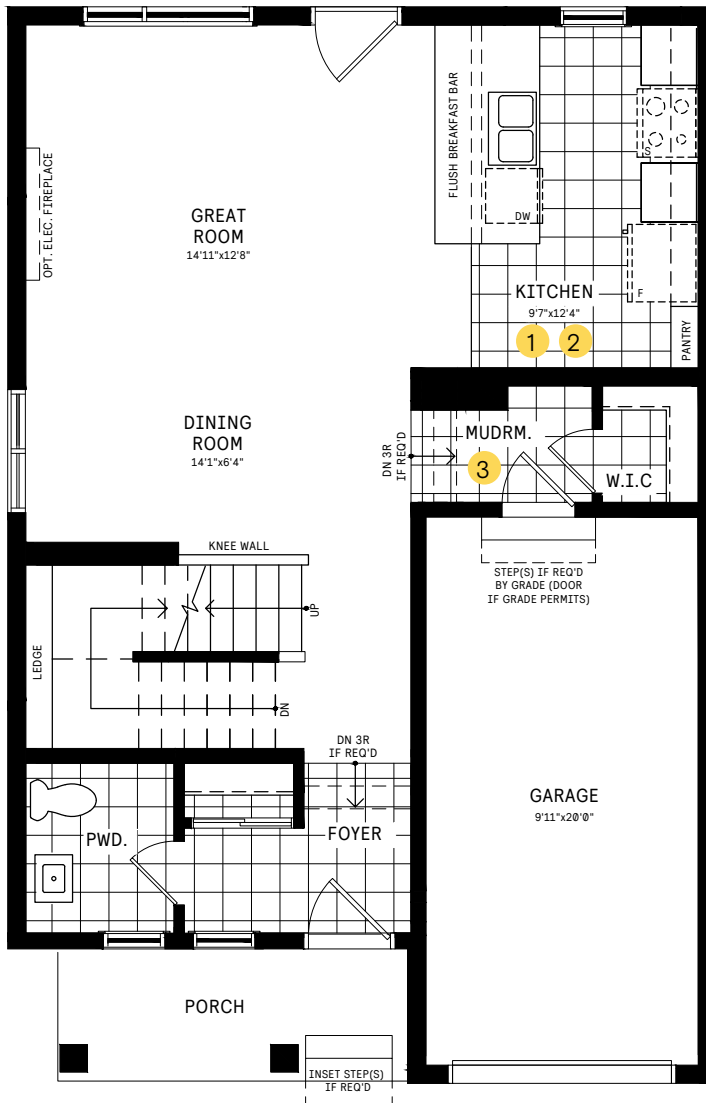 FLUSH BREAKFAST BAR
S
DW
OPT. ELEC. FIREPLACE
GREAT
ROOM
14'11"x12'8"
KITCHEN
9'7"x12'4"
F
1 2
PANTRY
DINING
ROOM
14'1"x6'4"
DN 3R
IF REQ'D
MUDRM.
3
W.I.C
KNEE WALL
STEP(S) IF REQ'D
BY GRADE (DOOR
IF GRADE PERMITS)
UP
LEDGE
DN
DN 3R
IF REQ'D
GARAGE
9'11"x20'0"
PWD.
FOYER
PORCH
INSET STEP(S)
IF REQ'D